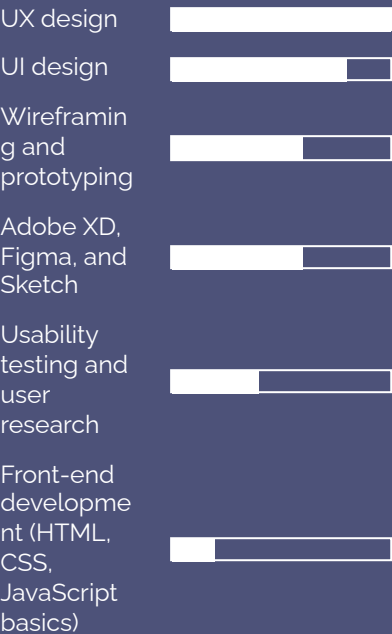 UX design
UI design
Wireframin
g and
prototyping
Adobe XD,
Figma, and
Sketch
Usability
testing and
user
research
Front-end
developme
nt (HTML,
CSS,
JavaScript
basics)